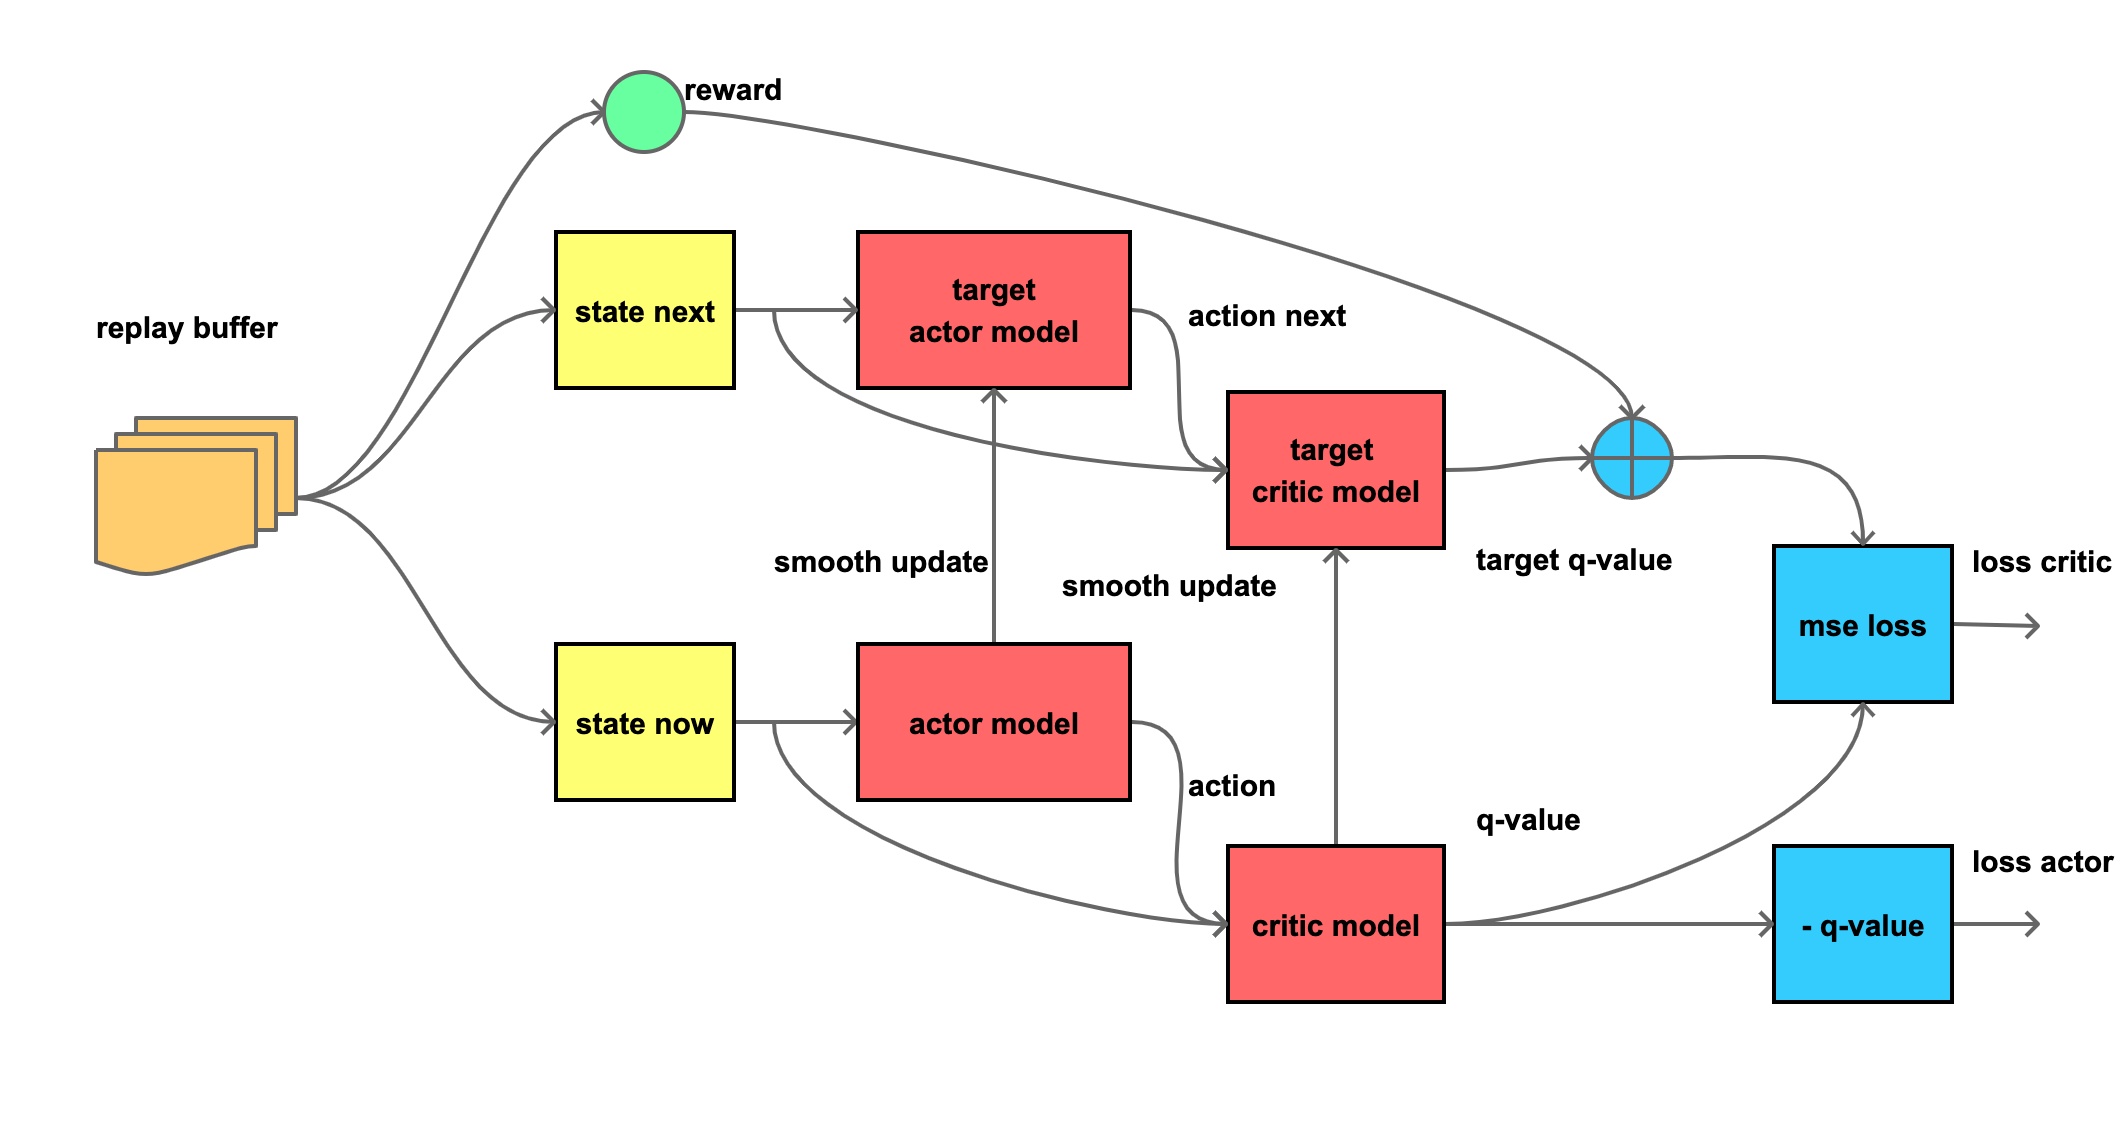 reward
replay buffer
state next
target
actor model
action next
target
critic model
smooth update
smooth update
target q-value
loss critic
mse loss
state now
actor model
action
q-value
critic model
- q-value
loss actor